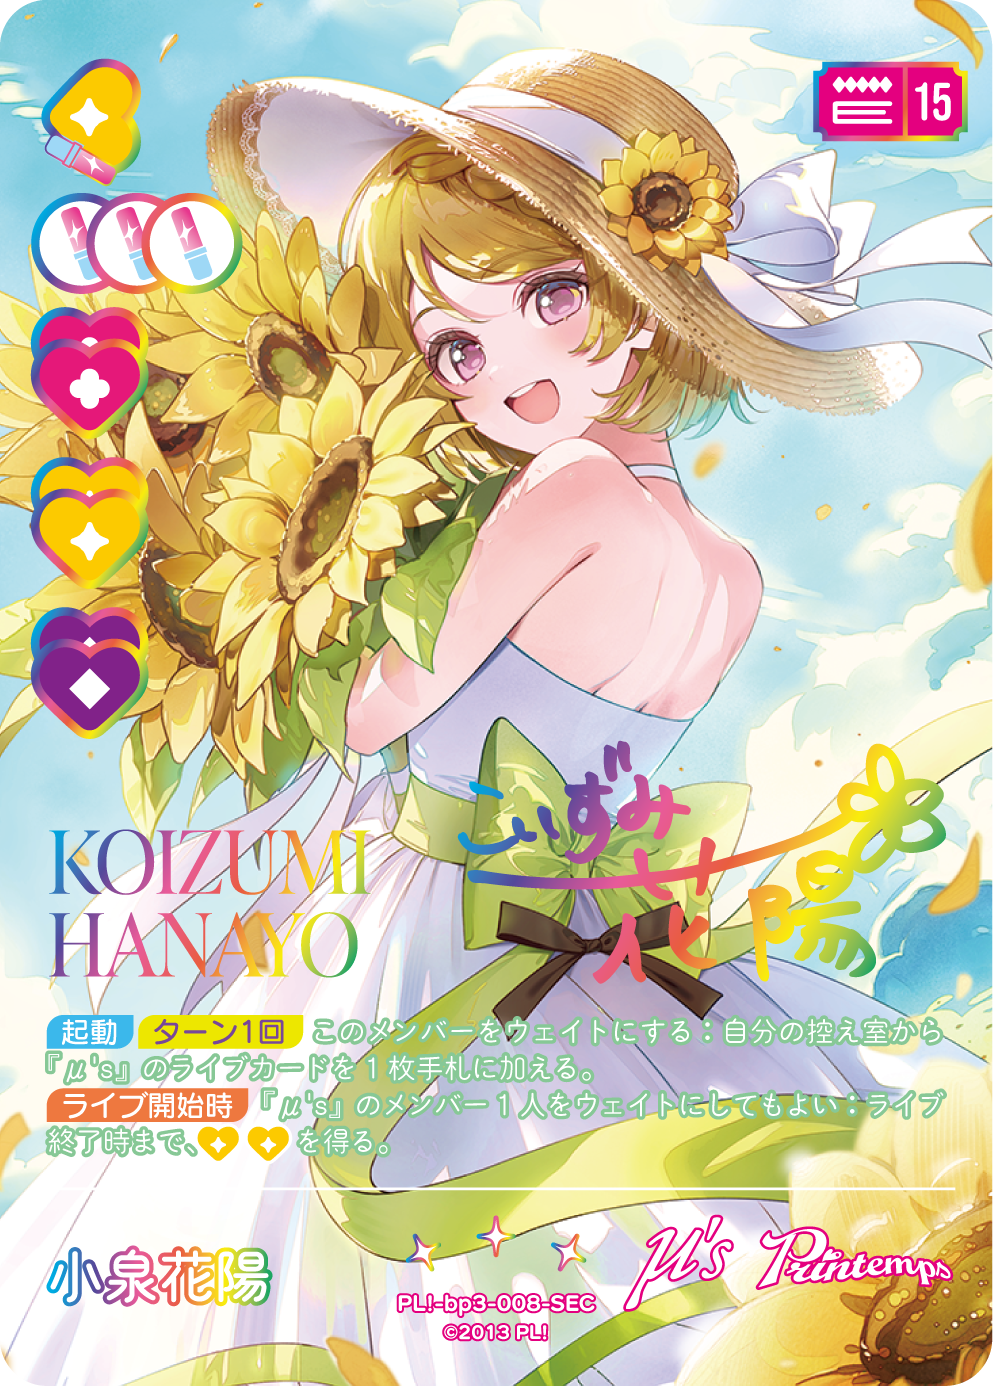 15
KOIZUMI
HANAYO
こいずみ
花陽
起動 ターン1回 このメンバーをウェイトにする：自分の控え室から
『μ's』のライブカードを１枚手札に加える。
ライブ開始時 『μ's』のメンバー１人をウェイトにしてもよい：ライブ
終了時まで、を得る。
小泉花陽
PL!-bp3-008-SEC
©2013 PL!
μ's Printemps